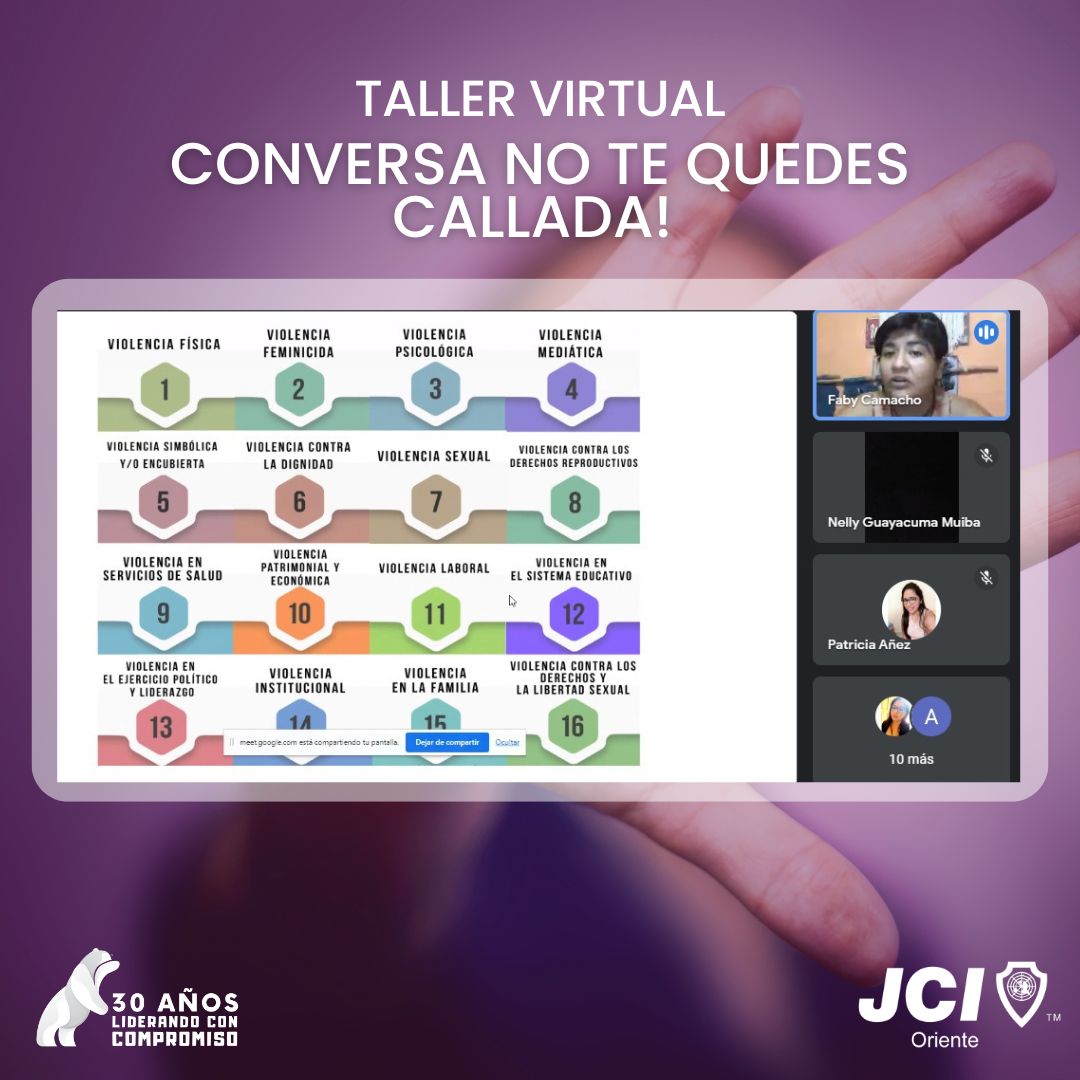 TALLER VIRTUAL
CONVERSA NO TE QUEDES
CALLADA!
VIOLENCIA FÍSICA
1
VIOLENCIA
FEMINICIDA
2
VIOLENCIA
PSICOLÓGICA
3
VIOLENCIA
MEDIÁTICA
4
VIOLENCIA SIMBÓLICA
Y/O ENCUBIERTA
5
VIOLENCIA CONTRA
LA DIGNIDAD
6
VIOLENCIA SEXUAL
7
VIOLENCIA CONTRA LOS
DERECHOS REPRODUCTIVOS
8
VIOLENCIA EN
SERVICIOS DE SALUD
9
VIOLENCIA
PATRIMONIAL Y
ECONÓMICA
10
VIOLENCIA LABORAL
11
VIOLENCIA EN
EL SISTEMA EDUCATIVO
12
VIOLENCIA EN
EL EJERCICIO POLÍTICO
Y LIDERAZGO
13
VIOLENCIA
INSTITUCIONAL
14
VIOLENCIA
EN LA FAMILIA
15
VIOLENCIA CONTRA LOS
DERECHOS Y
LA LIBERTAD SEXUAL
16
meet.google.com está compartiendo tu pantalla.
Dejar de compartir
Ocultar
Faby Camacho
Nelly Guayacuma Muiba
Patricia Añez
A
10 más
30 AÑOS
LIDERANDO CON
COMPROMISO
JCI
TM
Oriente